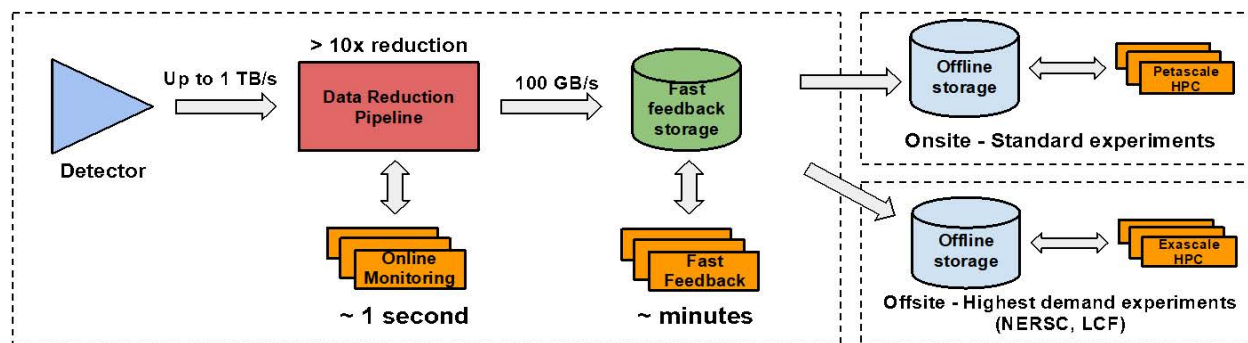 Detector
Up to 1 TB/s
> 10x reduction
Data Reduction
Pipeline
Online
Monitoring
~ 1 second
100 GB/s
Fast
feedback
storage
Fast
Feedback
~ minutes
Offline
storage
Petascale
HPC
Onsite - Standard experiments
Offline
storage
Exascale
HPC
Offsite - Highest demand experiments
(NERSC, LCF)